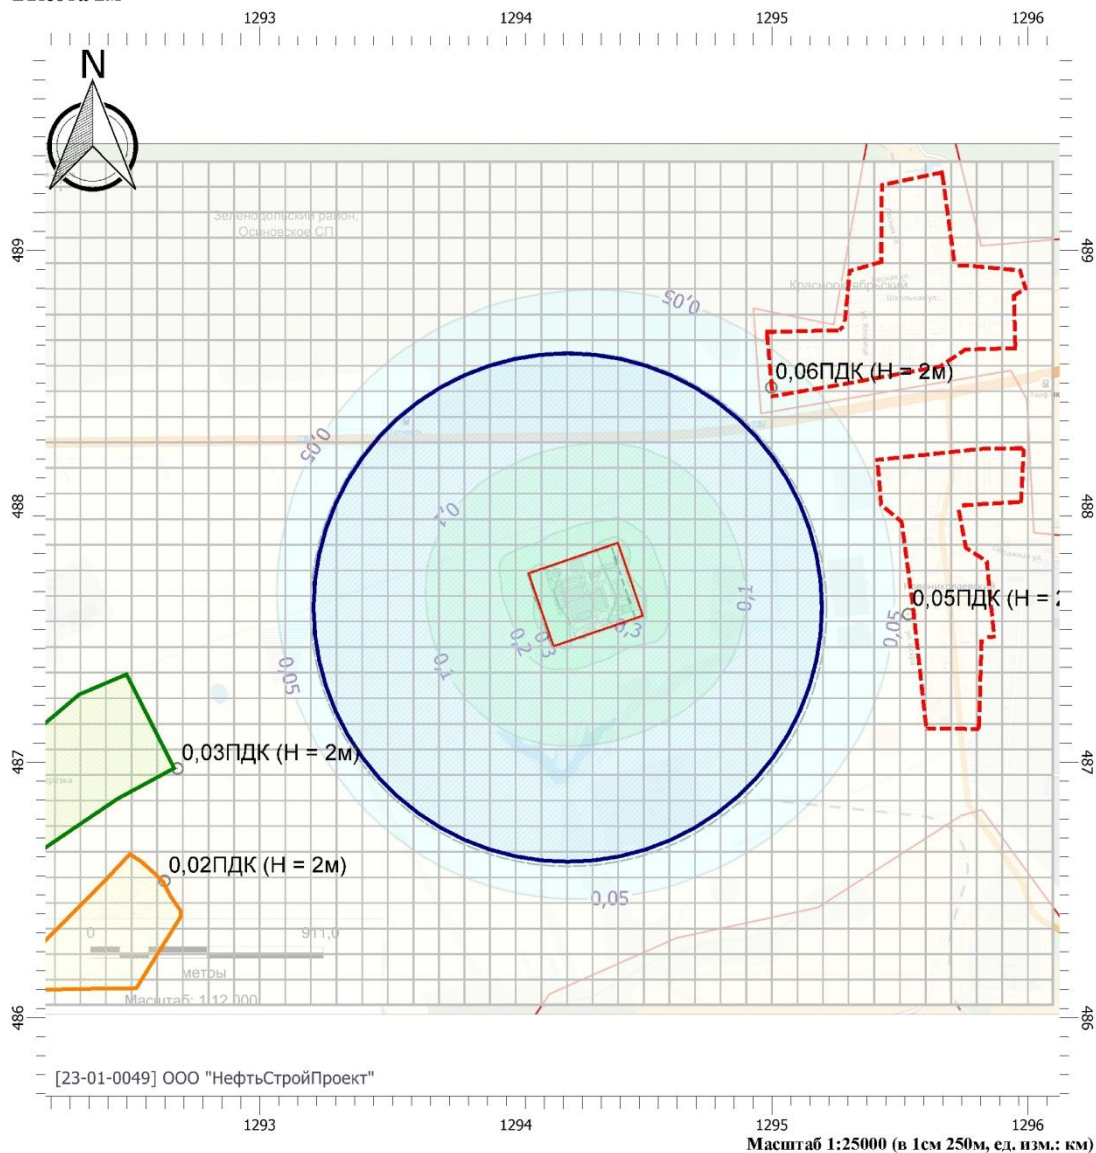 1293 1294 1295 1296
N
Зеленодольский район,
Осиновское СП
489 489
0,05
Краснооктябрьский
Школьная ул.
0,06ПДК (H = 2м)
0,05
488 488
0,1
0,05ПДК (H = 2
0,1
0,05
0,2
0,3
0,3
0,1
0,05
487 487
0,03ПДК (H = 2м)
0,02ПДК (H = 2м)
0,05
0 911,0
метры
Масштаб: 1:12 000
486 486
[23-01-0049] ООО "НефтьСтройПроект"
1293 1294 1295 1296
Масштаб 1:25000 (в 1см 250м, ед. изм.: км)